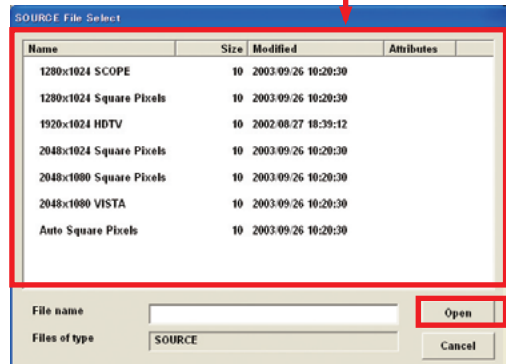 SOURCE File Select
Name Size Modified Attributes
1280x1024 SCOPE 10 2003/09/26 10:20:30
1280x1024 Square Pixels 10 2003/09/26 10:20:30
1920x1024 HDTV 10 2002/08/27 18:39:12
2048x1024 Square Pixels 10 2003/09/26 10:20:30
2048x1080 Square Pixels 10 2003/09/26 10:20:30
2048x1080 VISTA 10 2003/09/26 10:20:30
Auto Square Pixels 10 2003/09/26 10:20:30
File name Open
Files of type SOURCE Cancel